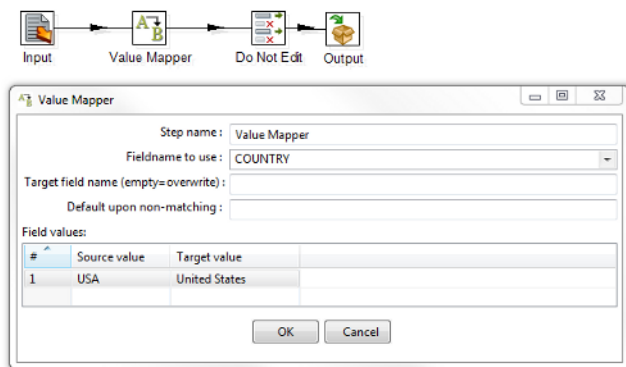 Input Value Mapper Do Not Edit Output
Value Mapper
Step name: Value Mapper
Fieldname to use: COUNTRY
Target field name (empty=overwrite):
Default upon non-matching:
Field values:
# Source value Target value
1 USA United States
OK Cancel